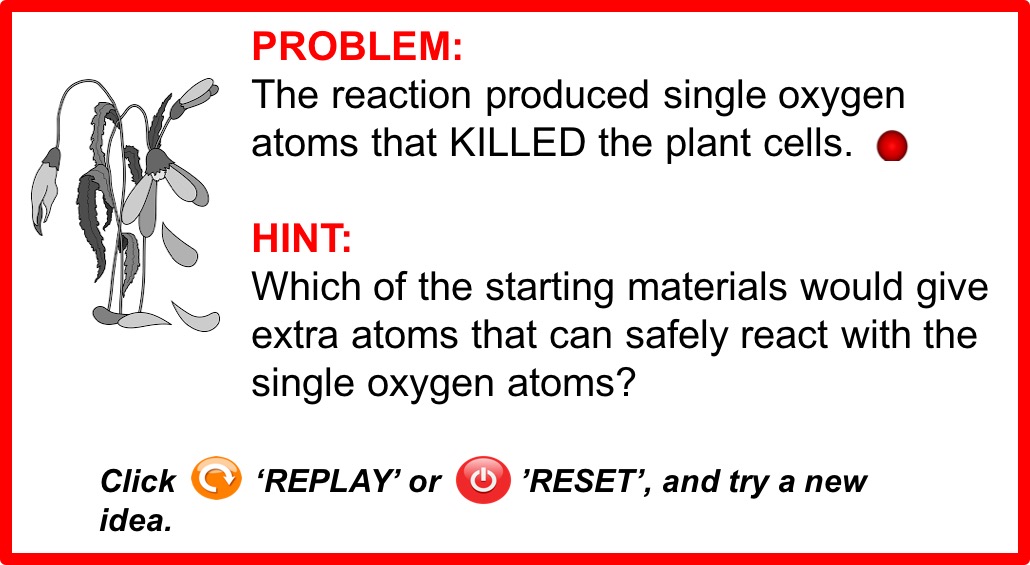 PROBLEM:
The reaction produced single oxygen
atoms that KILLED the plant cells.
HINT:
Which of the starting materials would give
extra atoms that can safely react with the
single oxygen atoms?
Click ‘REPLAY’ or ’RESET’, and try a new
idea.